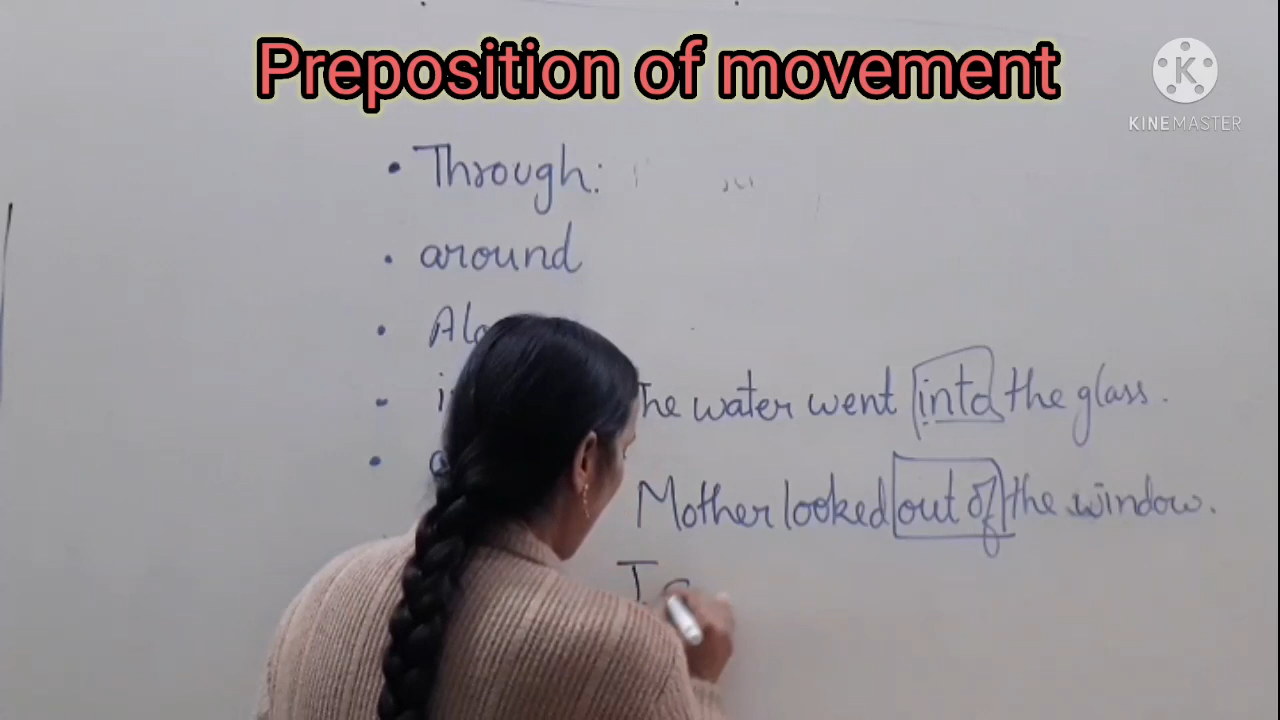 Preposition of movement
KINEMASTER
• Through:
• around
•
• The water went into the glass.
•
Mother looked out of the window.
I